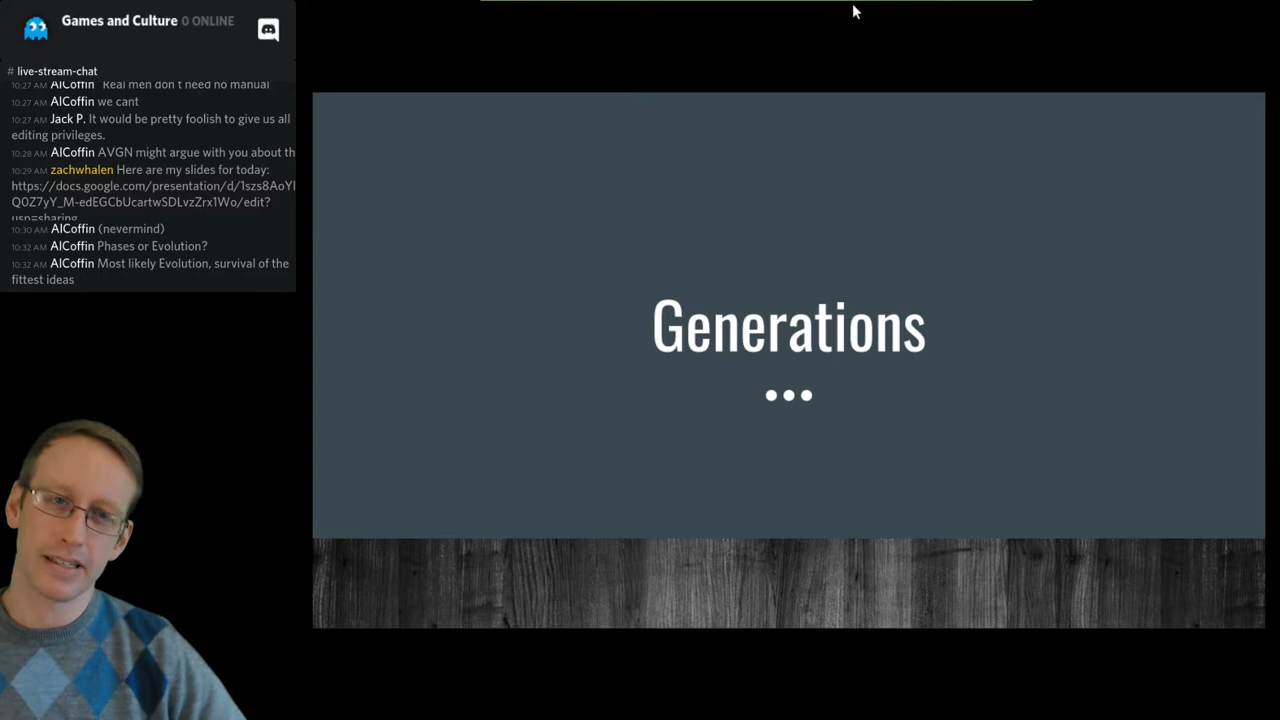 Games and Culture 0 ONLINE
# live-stream-chat
10:27 AM AlCoffin "Real men don't need no manual
10:27 AM AlCoffin we cant
10:27 AM Jack P. It would be pretty foolish to give us all
editing privileges.
10:28 AM AlCoffin AVGN might argue with you about th
10:29 AM zachwhalen Here are my slides for today:
https://docs.google.com/presentation/d/1szs8AoYl
Q0Z7yY_M-edEGCbUcartwSDLvzZrx1Wo/edit?
usp=sharing
10:30 AM AlCoffin (nevermind)
10:32 AM AlCoffin Phases or Evolution?
10:32 AM AlCoffin Most likely Evolution, survival of the
fittest ideas
Generations